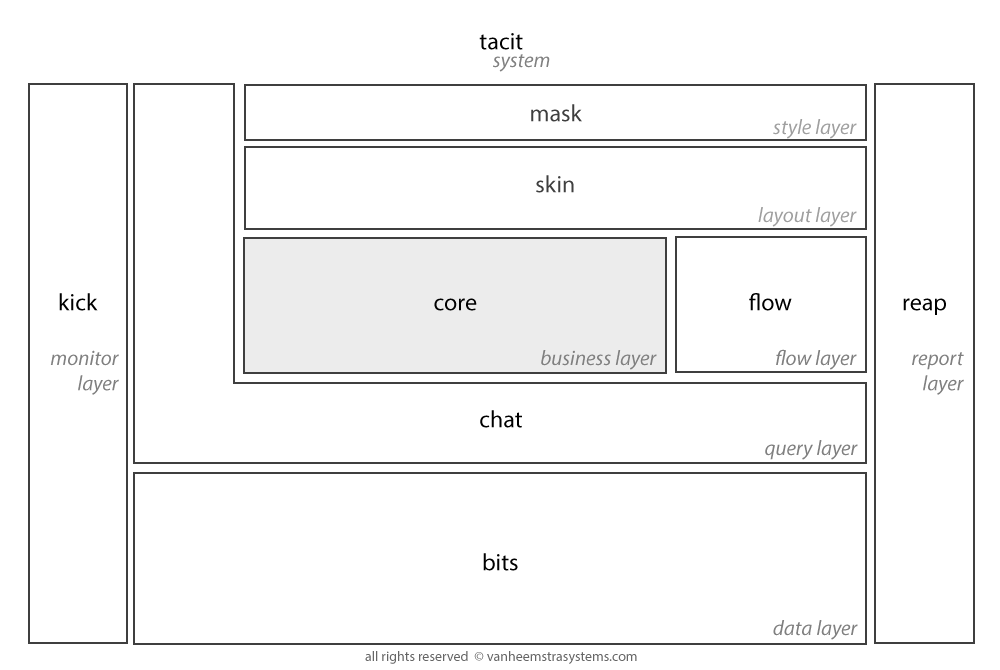 tacit
system
mask
style layer
skin
layout layer
kick
monitor
layer
core
business layer
flow
flow layer
reap
report
layer
chat
query layer
bits
data layer
all rights reserved © vanheemstrasystems.com